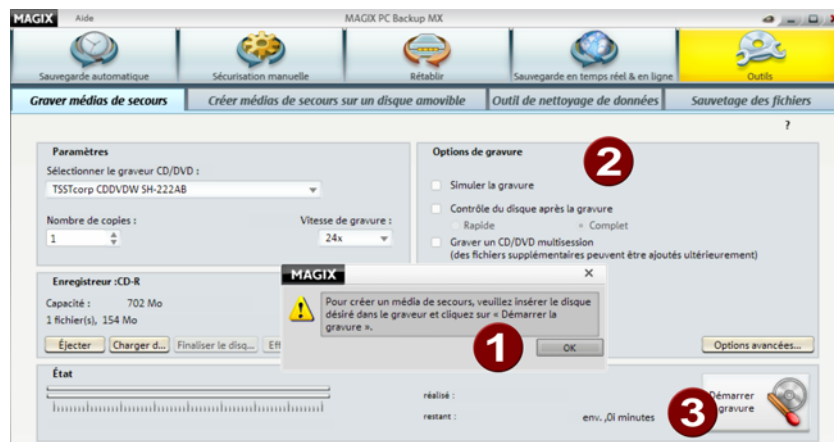 MAGIX Aide MAGIX PC Backup MX
Sauvegarde automatique Sécurisation manuelle Rétablir Sauvegarde en temps réel & en ligne Outils
Graver médias de secours Créer médias de secours sur un disque amovible Outil de nettoyage de données Sauvetage des fichiers
?
Paramètres
Sélectionner le graveur CD/DVD :
TSSTcorp CDDVDW SH-222AB
Nombre de copies : Vitesse de gravure :
1 24x
Options de gravure
2
Simuler la gravure
Contrôle du disque après la gravure
Rapide Complet
Graver un CD/DVD multisession
(des fichiers supplémentaires peuvent être ajoutés ultérieurement)
Enregistreur :CD-R
Capacité : 702 Mo
1 fichier(s), 154 Mo
Éjecter Charger d... Finaliser le disq... Eff
MAGIX X
Pour créer un média de secours, veuillez insérer le disque
désiré dans le graveur et cliquez sur « Démarrer la
gravure ».
1 OK
Options avancées...
État
réalisé :
restant : env. ,0i minutes
3
Démarrer
gravure